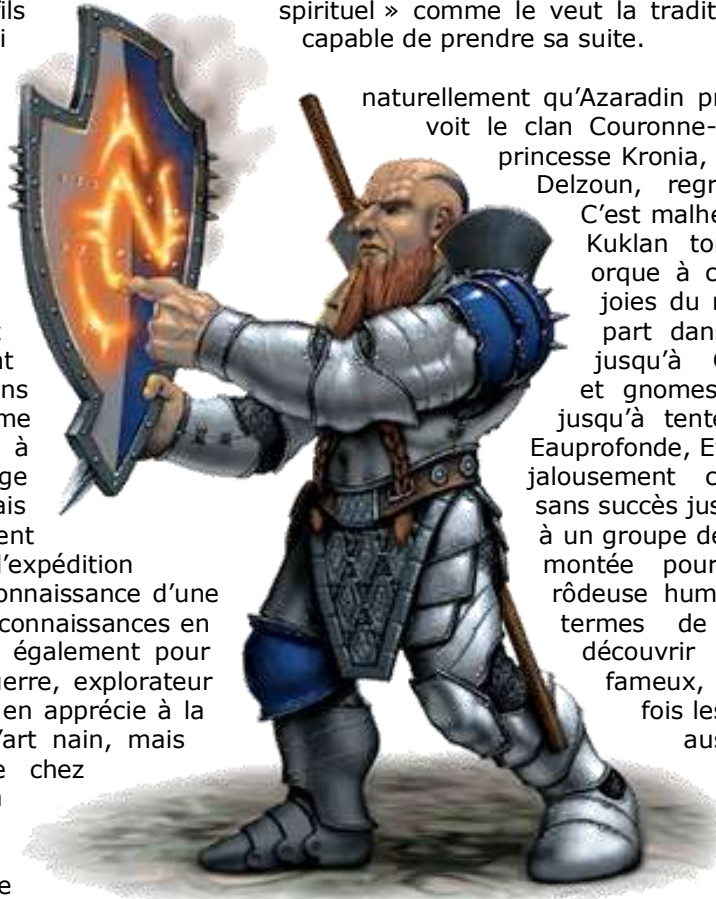 fils
i
t
nt
ns
me
à
ge
ais
ent
l'expédition
onnaissance d'une
connaissances en
également pour
uerre, explorateur
en apprécie à la
'art nain, mais
e chez
n
e
spirituel » comme le veut la tradit
capable de prendre sa suite.
naturellement qu'Azaradin pr
voit le clan Couronne-
princesse Kronia,
Delzoun, regr
C'est malhe
Kuklan to
orque à c
joies du r
part dans
jusqu'à
et gnomes
jusqu'à tente
Eauprofonde, E
jalousement c
sans succès jus
à un groupe de
montée pour
rôdeuse hum
termes de
découvrir
fameux,
fois les
aus